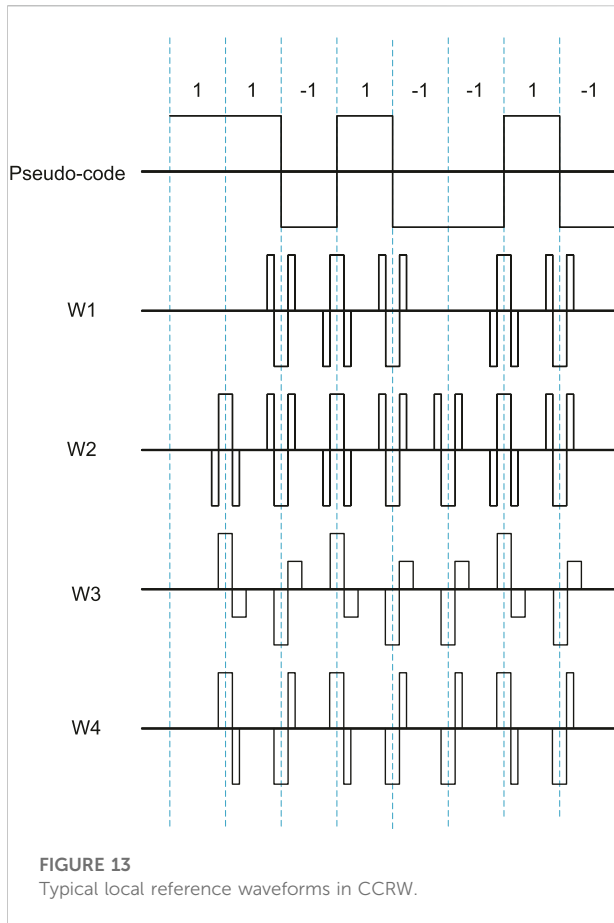 1 1 -1 1 -1 -1 1 -1
Pseudo-code
W1
W2
W3
W4
FIGURE 13
Typical local reference waveforms in CCRW.